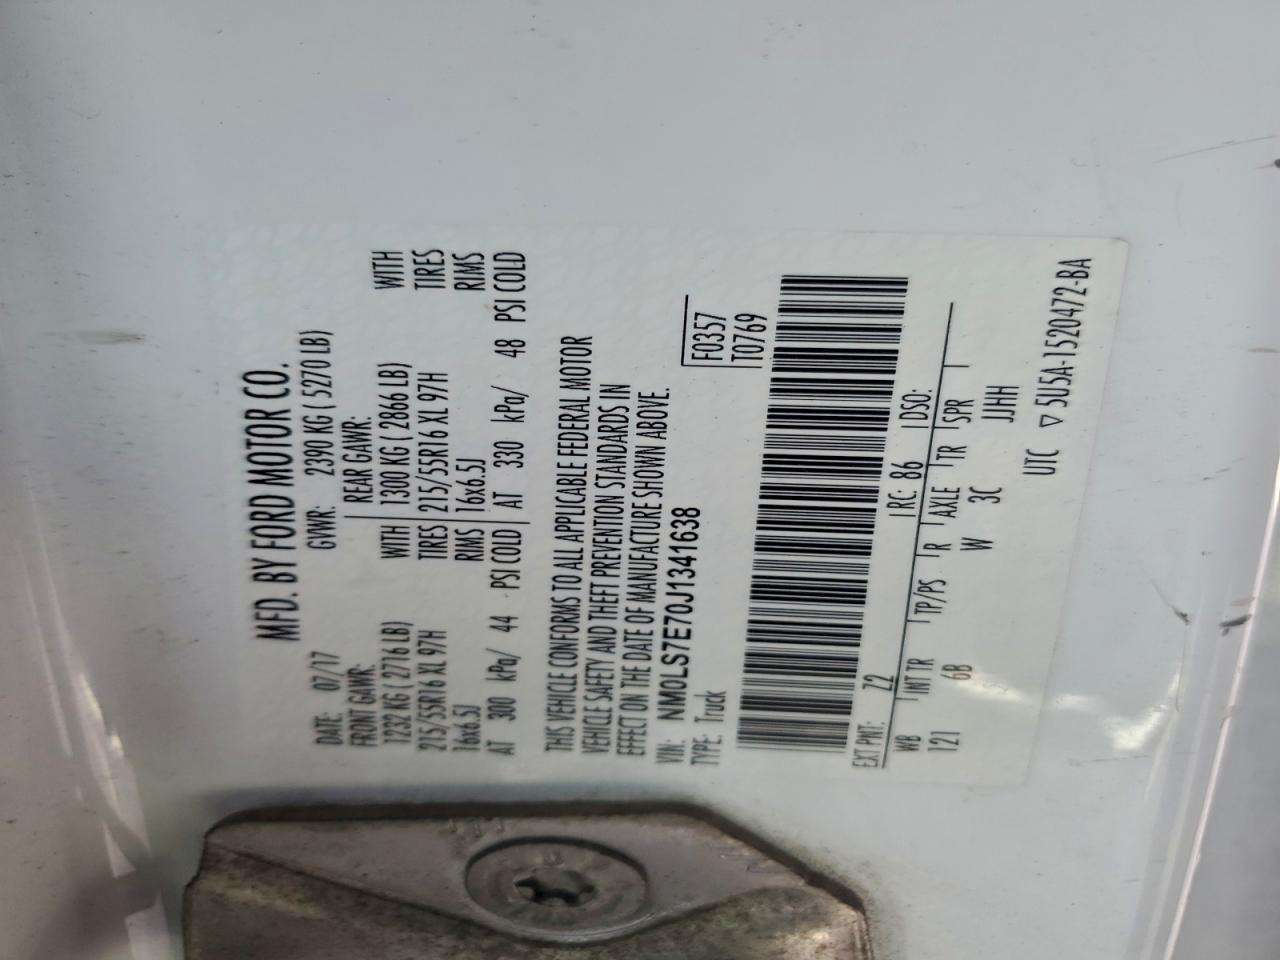 MFD. BY FORD MOTOR CO.
DATE: 07/17 GVWR: 2390 KG ( 5270 LB)
FRONT GAWR: REAR GAWR:
1232 KG ( 2716 LB) WITH 1300 KG ( 2866 LB) WITH
215/55R16 XL 97H TIRES 215/55R16 XL 97H TIRES
16x6.5J RIMS 16x6.5J RIMS
AT 300 kPa/ 44 PSI COLD AT 330 kPa/ 48 PSI COLD
THIS VEHICLE CONFORMS TO ALL APPLICABLE FEDERAL MOTOR
VEHICLE SAFETY AND THEFT PREVENTION STANDARDS IN
EFFECT ON THE DATE OF MANUFACTURE SHOWN ABOVE.
VIN: NM0LS7E70J1341638
TYPE: Truck
F0357
T0769
EXT PNT: Z2 RC: 86 DSO:
WB INT TR TP/PS R AXLE TR SPR
121 6B W 3C JJHH
UTC ▽ 5U5A-1520472-BA